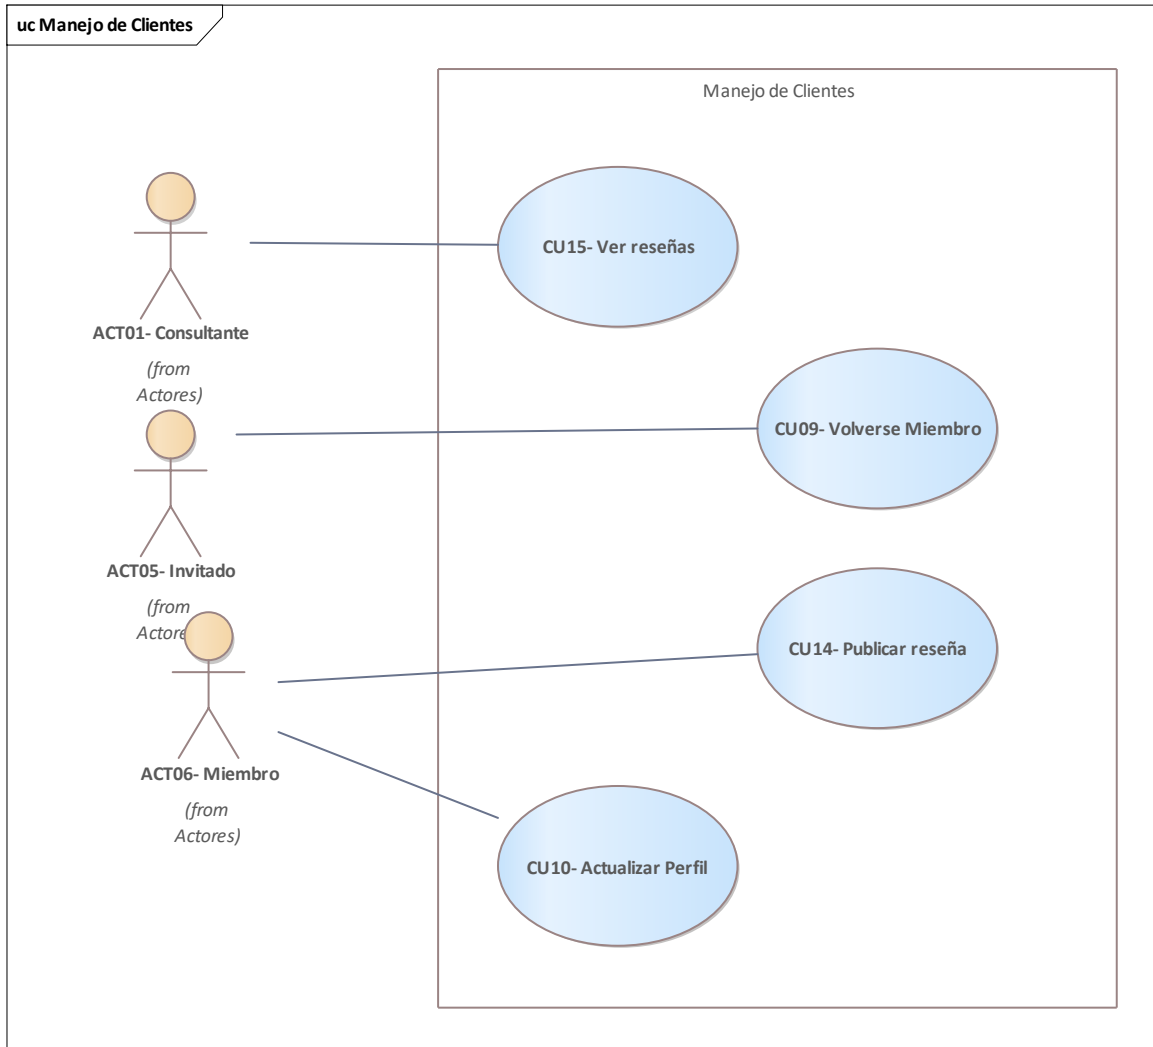 uc Manejo de Clientes
Manejo de Clientes
CU15- Ver reseñas
ACT01- Consultante
(from
Actores)
CU09- Volverse Miembro
ACT05- Invitado
(from
Actore
CU14- Publicar reseña
ACT06- Miembro
(from
Actores)
CU10- Actualizar Perfil